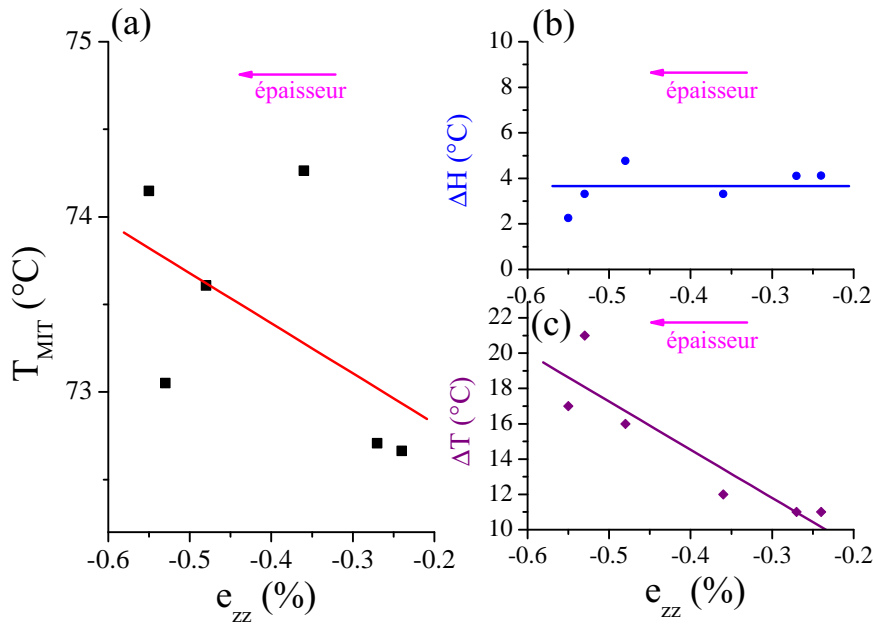 (a)
75
74
73
T_MIT (°C)
épaisseur
-0.6 -0.5 -0.4 -0.3 -0.2
e_zz (%)
(b)
10
8
6
4
2
0
ΔH (°C)
épaisseur
-0.6 -0.5 -0.4 -0.3 -0.2
(c)
22
20
18
16
14
12
10
ΔT (°C)
épaisseur
-0.6 -0.5 -0.4 -0.3 -0.2
e_zz (%)